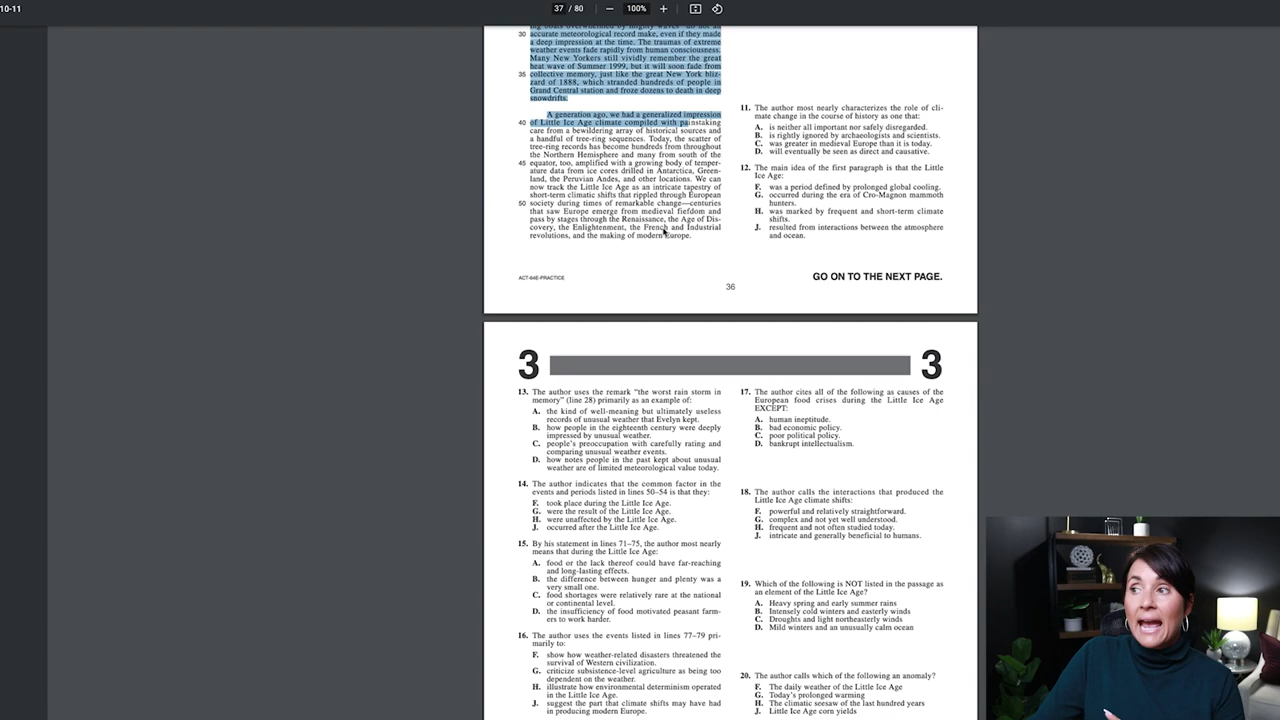 10-11
37 / 80
100%
30 accurate meteorological record make, even if they made
a deep impression at the time. The traumas of extreme
weather events fade rapidly from human consciousness.
Many New Yorkers still vividly remember the great
heat wave of Summer 1999, but it will soon fade from
35 collective memory, just like the great New York bliz-
zard of 1888, which stranded hundreds of people in
Grand Central station and froze dozens to death in deep
snowdrifts.
A generation ago, we had a generalized impression
40 of Little Ice Age climate compiled with painstaking
care from a bewildering array of historical sources and
a handful of tree-ring sequences. Today, the scatter of
tree-ring records has become hundreds from throughout
the Northern Hemisphere and many from south of the
45 equator, too, amplified with a growing body of temper-
ature data from ice cores drilled in Antarctica, Green-
land, the Peruvian Andes, and other locations. We can
now track the Little Ice Age as an intricate tapestry of
short-term climatic shifts that rippled through European
50 society during times of remarkable change—centuries
that saw Europe emerge from medieval fiefdom and
pass by stages through the Renaissance, the Age of Dis-
covery, the Enlightenment, the French and Industrial
revolutions, and the making of modern Europe.
11. The author most nearly characterizes the role of cli-
mate change in the course of history as one that:
A. is neither all important nor safely disregarded.
B. is rightly ignored by archaeologists and scientists.
C. was greater in medieval Europe than it is today.
D. will eventually be seen as direct and causative.
12. The main idea of the first paragraph is that the Little
Ice Age:
F. was a period defined by prolonged global cooling.
G. occurred during the era of Cro-Magnon mammoth
hunters.
H. was marked by frequent and short-term climate
shifts.
J. resulted from interactions between the atmosphere
and ocean.
ACT-64E-PRACTICE
36
GO ON TO THE NEXT PAGE.
3 3
13. The author uses the remark “the worst rain storm in
memory” (line 28) primarily as an example of:
A. the kind of well-meaning but ultimately useless
records of unusual weather that Evelyn kept.
B. how people in the eighteenth century were deeply
impressed by unusual weather.
C. people’s preoccupation with carefully rating and
comparing unusual weather events.
D. how notes people in the past kept about unusual
weather are of limited meteorological value today.
14. The author indicates that the common factor in the
events and periods listed in lines 50–54 is that they:
F. took place during the Little Ice Age.
G. were the result of the Little Ice Age.
H. were unaffected by the Little Ice Age.
J. occurred after the Little Ice Age.
15. By his statement in lines 71–75, the author most nearly
means that during the Little Ice Age:
A. food or the lack thereof could have far-reaching
and long-lasting effects.
B. the difference between hunger and plenty was a
very small one.
C. food shortages were relatively rare at the national
or continental level.
D. the insufficiency of food motivated peasant farm-
ers to work harder.
16. The author uses the events listed in lines 77–79 pri-
marily to:
F. show how weather-related disasters threatened the
survival of Western civilization.
G. criticize subsistence-level agriculture as being too
dependent on the weather.
H. illustrate how environmental determinism operated
in the Little Ice Age.
J. suggest the part that climate shifts may have had
in producing modern Europe.
17. The author cites all of the following as causes of the
European food crises during the Little Ice Age
EXCEPT:
A. human ineptitude.
B. bad economic policy.
C. poor political policy.
D. bankrupt intellectualism.
18. The author calls the interactions that produced the
Little Ice Age climate shifts:
F. powerful and relatively straightforward.
G. complex and not yet well understood.
H. frequent and not often studied today.
J. intricate and generally beneficial to humans.
19. Which of the following is NOT listed in the passage as
an element of the Little Ice Age?
A. Heavy spring and early summer rains
B. Intensely cold winters and easterly winds
C. Droughts and light northeasterly winds
D. Mild winters and an unusually calm ocean
20. The author calls which of the following an anomaly?
F. The daily weather of the Little Ice Age
G. Today’s prolonged warming
H. The climatic seesaw of the last hundred years
J. Little Ice Age corn yields